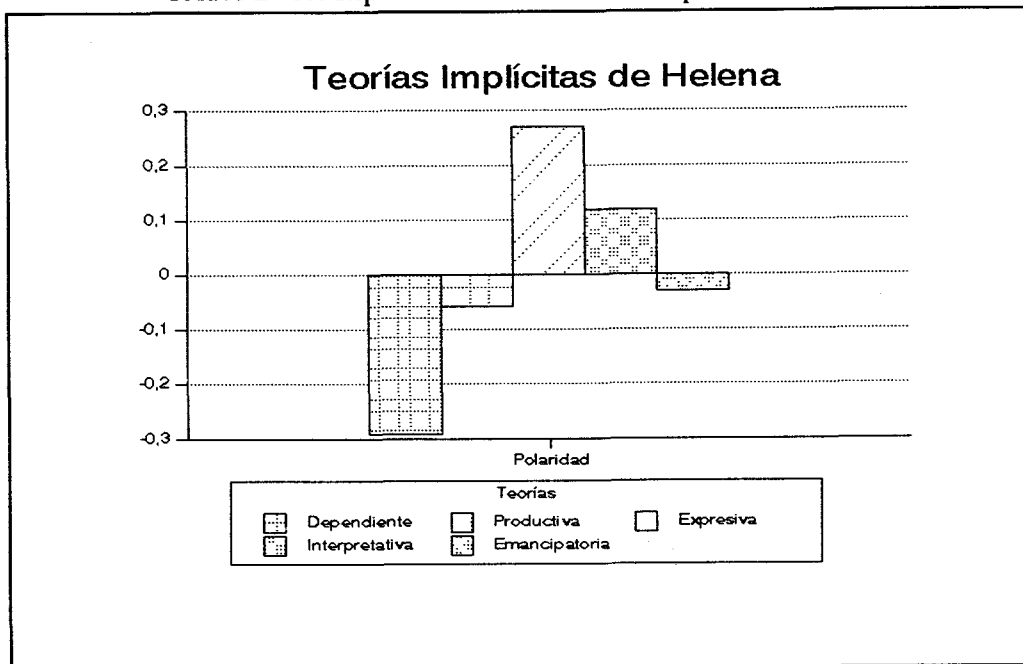 Teorías Implícitas de Helena
0,3
0,2
0,1
0
-0,1
-0,2
-0,3
Polaridad
Teorías
Dependiente Productiva Expresiva
Interpretativa Emancipatoria